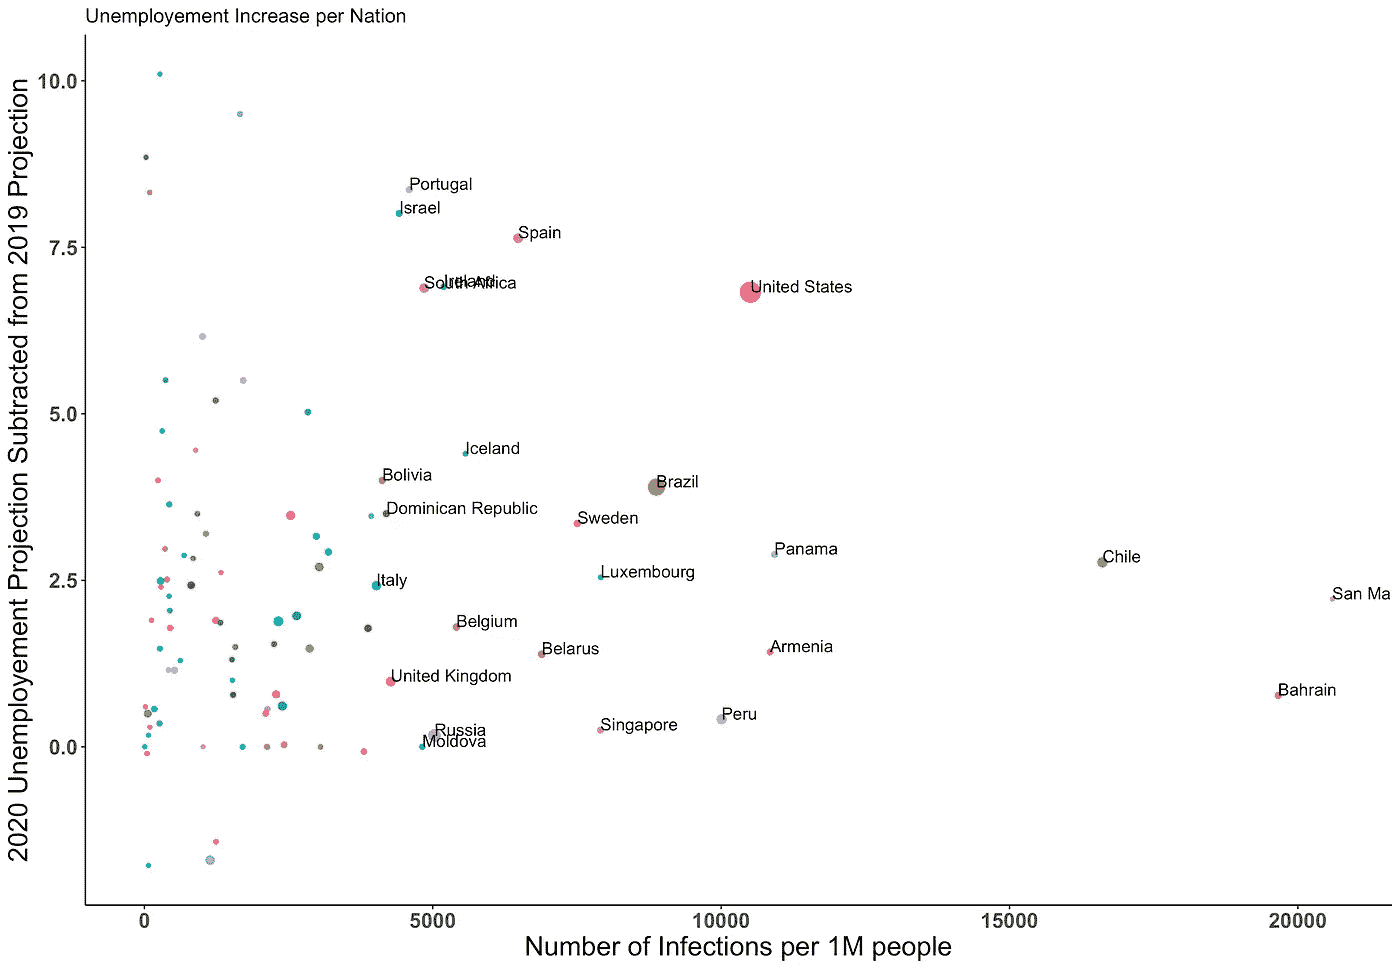 Unemployement Increase per Nation
2020 Unemployement Projection Subtracted from 2019 Projection
10.0
7.5
5.0
2.5
0.0
Portugal
Israel
Spain
Ireland
South Africa
United States
Iceland
Bolivia
Brazil
Dominican Republic
Sweden
Panama
Chile
Luxembourg
Italy
San Ma
Belgium
Armenia
Belarus
United Kingdom
Bahrain
Peru
Singapore
Russia
Moldova
0
5000
10000
15000
20000
Number of Infections per 1M people